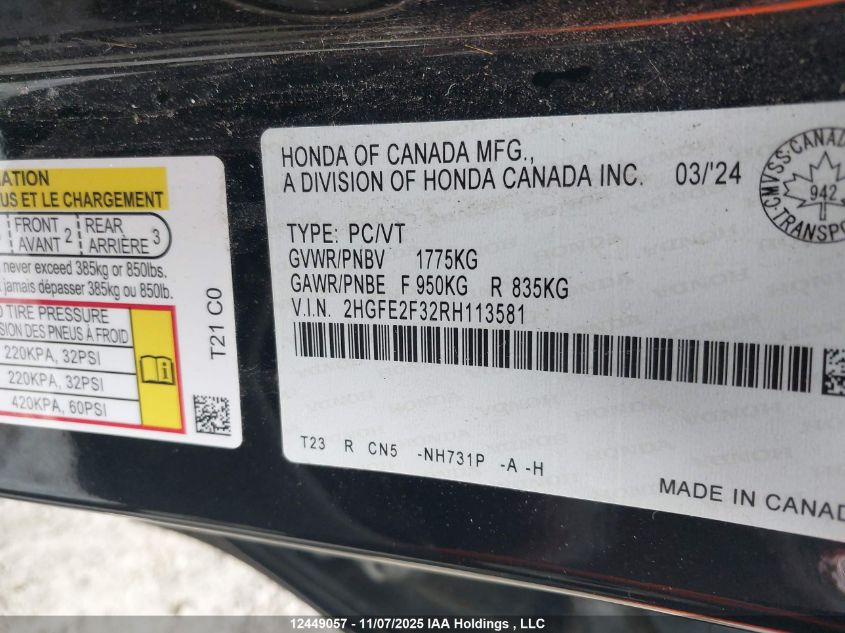 ATION
US ET LE CHARGEMENT
FRONT AVANT 2 REAR ARRIÈRE 3
never exceed 385kg or 850lbs.
jamais dépasser 385kg ou 850lb.
TIRE PRESSURE
SION DES PNEUS À FROID
220KPA, 32PSI
220KPA, 32PSI
420KPA, 60PSI
T21 C0
HONDA OF CANADA MFG.,
A DIVISION OF HONDA CANADA INC. 03/'24
CMVSS·CANAD
942
TRANSPO
TYPE: PC/VT
GVWR/PNBV 1775KG
GAWR/PNBE F 950KG R 835KG
V.I.N. 2HGFE2F32RH113581
T23 R CN5 -NH731P -A -H
MADE IN CANAD
12449057 - 11/07/2025 IAA Holdings , LLC